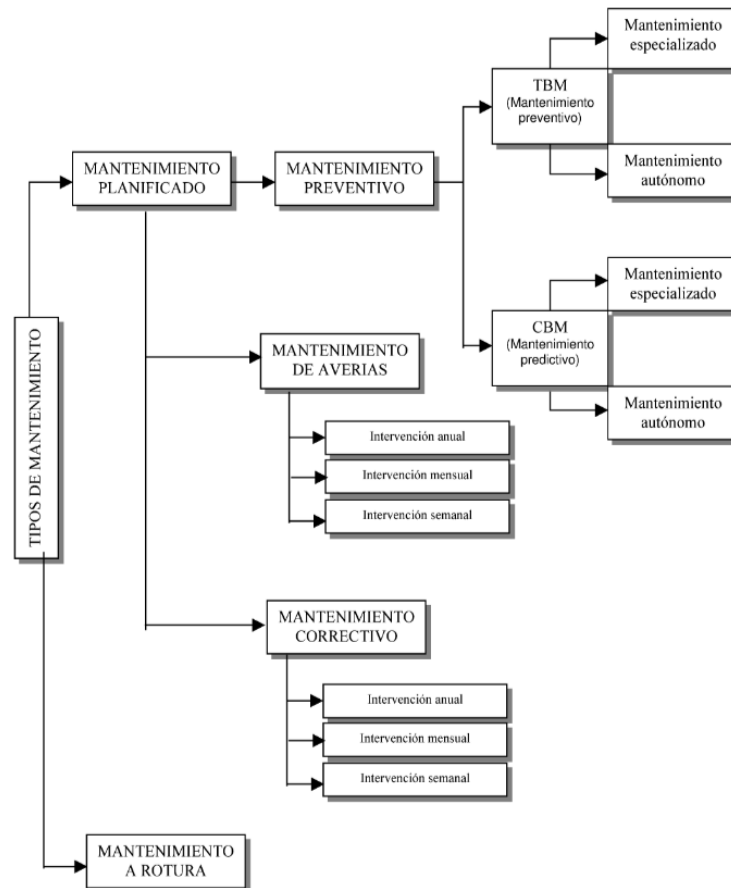 TIPOS DE MANTENIMIENTO
MANTENIMIENTO
PLANIFICADO
MANTENIMIENTO
PREVENTIVO
TBM
(Mantenimiento
preventivo)
Mantenimiento
especializado
Mantenimiento
autónomo
CBM
(Mantenimiento
predictivo)
Mantenimiento
especializado
Mantenimiento
autónomo
MANTENIMIENTO
DE AVERIAS
Intervención anual
Intervención mensual
Intervención semanal
MANTENIMIENTO
CORRECTIVO
Intervención anual
Intervención mensual
Intervención semanal
MANTENIMIENTO
A ROTURA